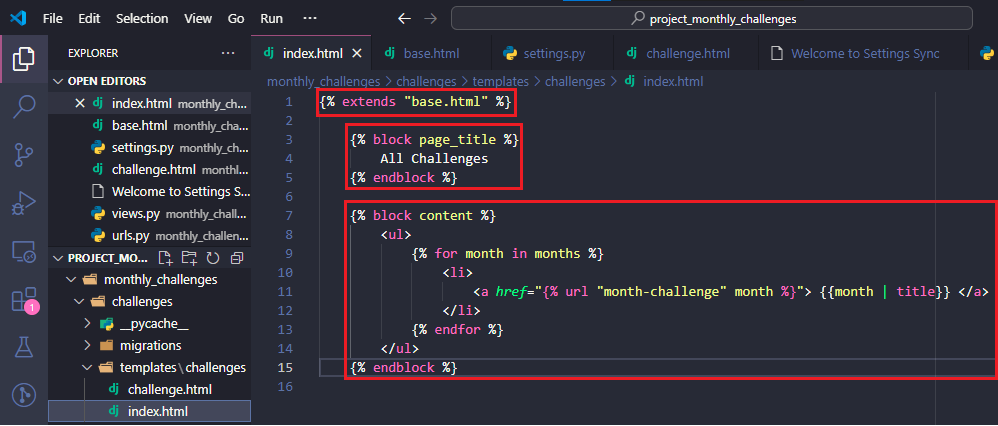 File Edit Selection View Go Run ··· project_monthly_challenges
EXPLORER ···
index.html base.html settings.py challenge.html Welcome to Settings Sync
monthly_challenges > challenges > templates > challenges > index.html
OPEN EDITORS
index.html monthly_ch...
base.html monthly_cha...
settings.py monthly_c...
challenge.html month...
Welcome to Settings S...
views.py monthly_chall...
urls.py monthly_challen...
PROJECT_MO...
monthly_challenges
challenges
__pycache__
migrations
templates\challenges
challenge.html
index.html
1
1 {% extends "base.html" %}
2
3 {% block page_title %}
4 All Challenges
5 {% endblock %}
6
7 {% block content %}
8 <ul>
9 {% for month in months %}
10 <li>
11 <a href="{% url "month-challenge" month %}"> {{month | title}} </a>
12 </li>
13 {% endfor %}
14 </ul>
15 {% endblock %}
16